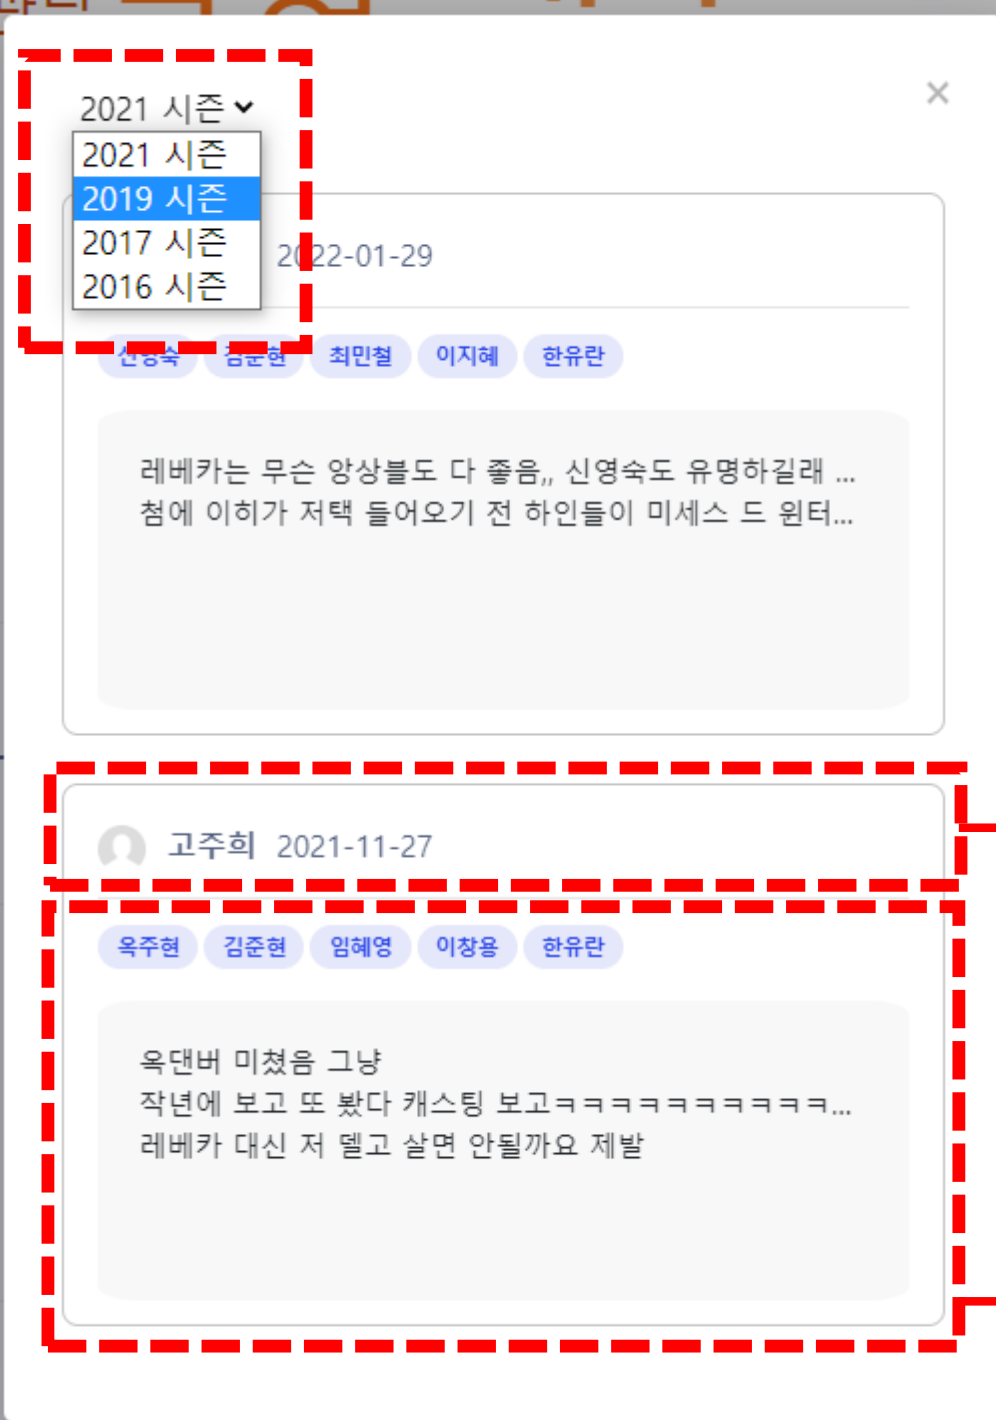 2021 시즌
×
2021 시즌
2019 시즌
2017 시즌
2016 시즌
2022-01-29
신영숙 김준현 최민철 이지혜 한유란
레베카는 무슨 앙상블도 다 좋음,, 신영숙도 유명하길래 ...
첨에 이히가 저택 들어오기 전 하인들이 미세스 드 윈터...
고주희 2021-11-27
옥주현 김준현 임혜영 이창용 한유란
옥댄버 미쳤음 그냥
작년에 보고 또 봤다 캐스팅 보고ㅋㅋㅋㅋㅋㅋㅋㅋㅋㅋ...
레베카 대신 저 델고 살면 안될까요 제발